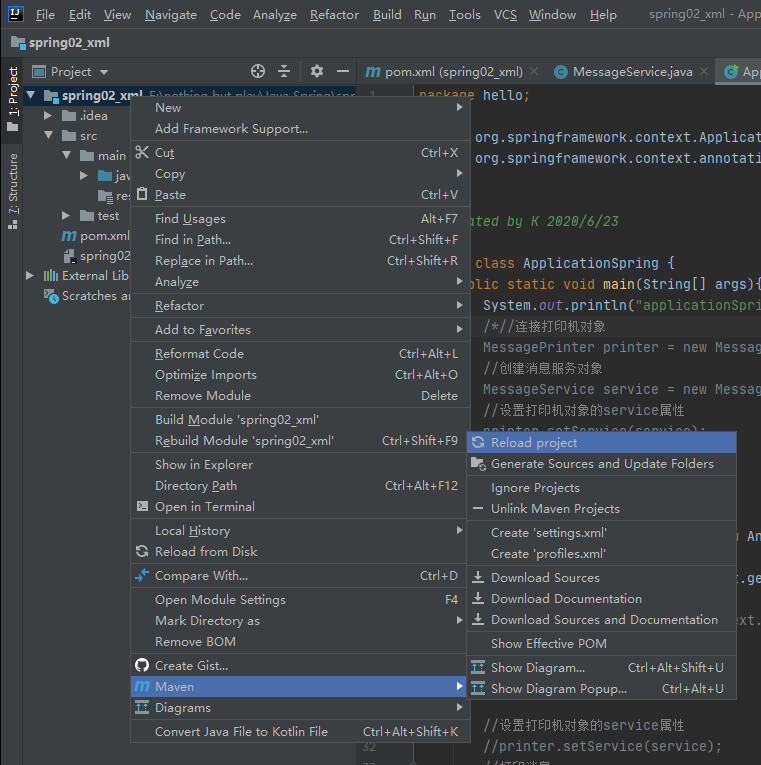 File Edit View Navigate Code Analyze Refactor Build Run Tools VCS Window Help spring02_xml - App
spring02_xml
Project
pom.xml (spring02_xml)
MessageService.java
App
1: Project
7: Structure
spring02_xml
.idea
src
main
jav
res
test
pom.xml
spring02
External Lib
Scratches an
New
Add Framework Support...
Cut Ctrl+X
Copy
Paste Ctrl+V
Find Usages Alt+F7
Find in Path... Ctrl+Shift+F
Replace in Path... Ctrl+Shift+R
Analyze
Refactor
Add to Favorites
Reformat Code Ctrl+Alt+L
Optimize Imports Ctrl+Alt+O
Remove Module Delete
Build Module 'spring02_xml'
Rebuild Module 'spring02_xml' Ctrl+Shift+F9
Show in Explorer
Directory Path Ctrl+Alt+F12
Open in Terminal
Local History
Reload from Disk
Compare With... Ctrl+D
Open Module Settings F4
Mark Directory as
Remove BOM
Create Gist...
Maven
Diagrams
Convert Java File to Kotlin File Ctrl+Alt+Shift+K
Reload project
Generate Sources and Update Folders
Ignore Projects
Unlink Maven Projects
Create 'settings.xml'
Create 'profiles.xml'
Download Sources
Download Documentation
Download Sources and Documentation
Show Effective POM
Show Diagram... Ctrl+Alt+Shift+U
Show Diagram Popup... Ctrl+Alt+U
1 package hello;
org.springframework.context.Applicat
org.springframework.context.annotati
ated by K 2020/6/23
class ApplicationSpring {
blic static void main(String[] args){
System.out.println("applicationSpri
/*//连接打印机对象
MessagePrinter printer = new Messag
//创建消息服务对象
MessageService service = new Messag
//设置打印机对象的service属性
printer.setService(service);
An
t.ge
ext.
//设置打印机对象的service属性
32 //printer.setService(service);
//打印消息